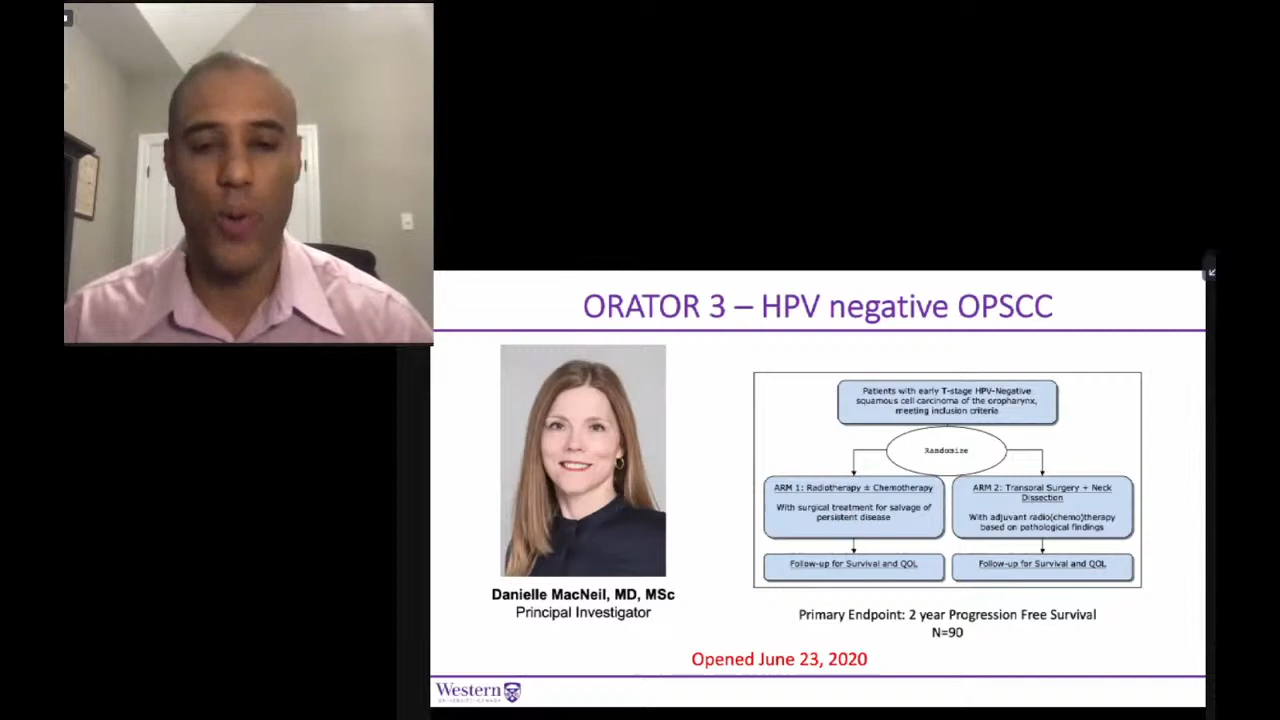 ORATOR 3 – HPV negative OPSCC
Danielle MacNeil, MD, MSc
Principal Investigator
Patients with early T-stage HPV-Negative
squamous cell carcinoma of the oropharynx,
meeting inclusion criteria
Randomize
ARM 1: Radiotherapy ± Chemotherapy
With surgical treatment for salvage of
persistent disease
Follow-up for Survival and QOL
ARM 2: Transoral Surgery + Neck
Dissection
With adjuvant radio(chemo)therapy
based on pathological findings
Follow-up for Survival and QOL
Primary Endpoint: 2 year Progression Free Survival
N=90
Opened June 23, 2020
Western